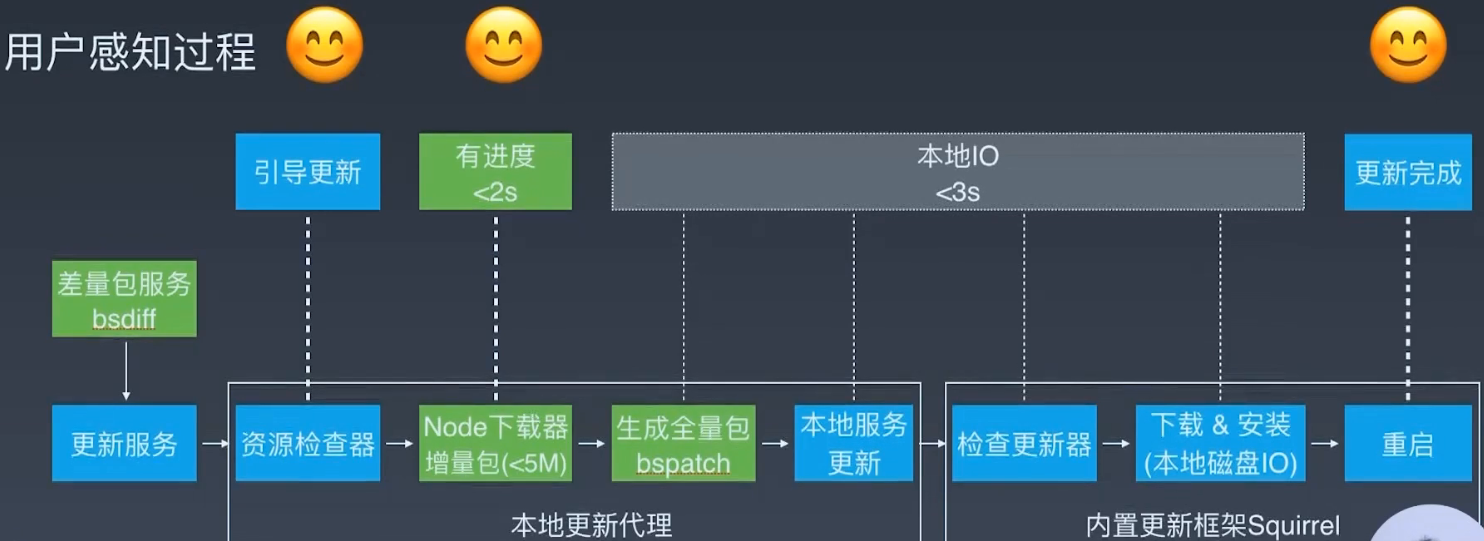 用户感知过程
引导更新
有进度
<2s
本地IO
<3s
更新完成
差量包服务
bsdiff
更新服务
资源检查器
Node下载器
增量包(<5M)
生成全量包
bspatch
本地服务
更新
检查更新器
下载 & 安装
(本地磁盘IO)
重启
本地更新代理
内置更新框架Squirrel